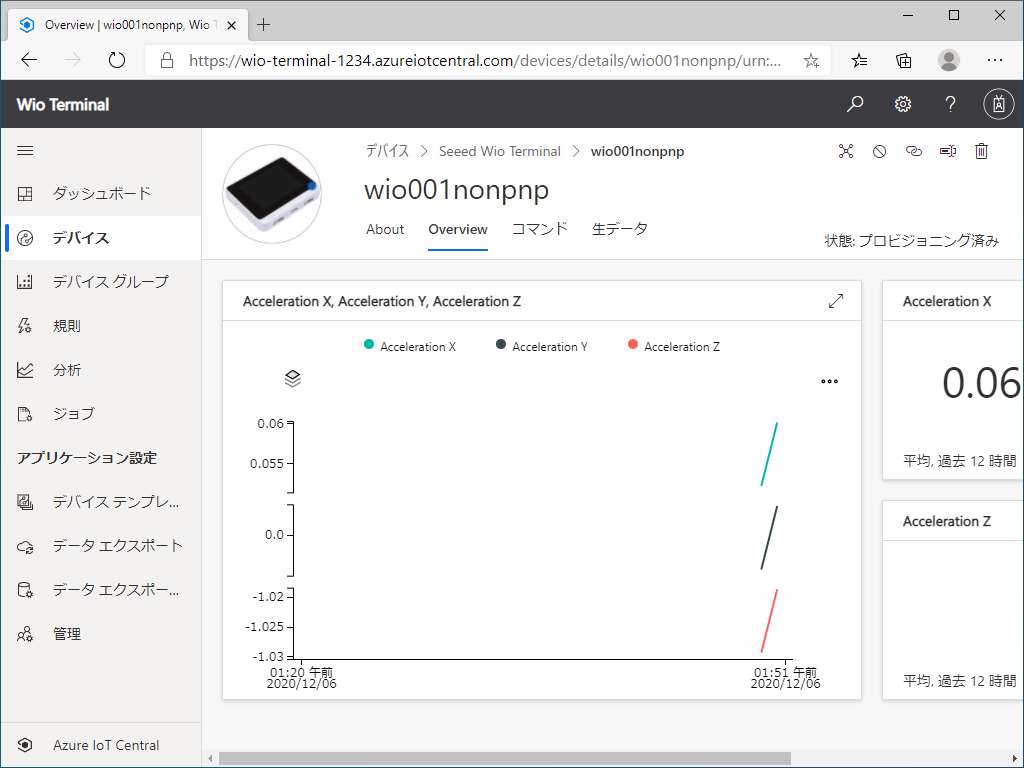 Overview | wio001nonpnp, Wio T
https://wio-terminal-1234.azureiotcentral.com/devices/details/wio001nonpnp/urn:...
Wio Terminal
ダッシュボード
デバイス
デバイス グループ
規則
分析
ジョブ
アプリケーション設定
デバイス テンプレ...
データ エクスポート
データ エクスポー...
管理
Azure IoT Central
デバイス > Seeed Wio Terminal > wio001nonpnp
wio001nonpnp
About Overview コマンド 生データ
状態: プロビジョニング済み
Acceleration X, Acceleration Y, Acceleration Z
Acceleration X Acceleration Y Acceleration Z
0.06
0.055
0.0
-1.02
-1.025
-1.03
01:20 午前 01:51 午前
2020/12/06 2020/12/06
Acceleration X
0.06
平均, 過去 12 時間
Acceleration Z
平均, 過去 12 時間